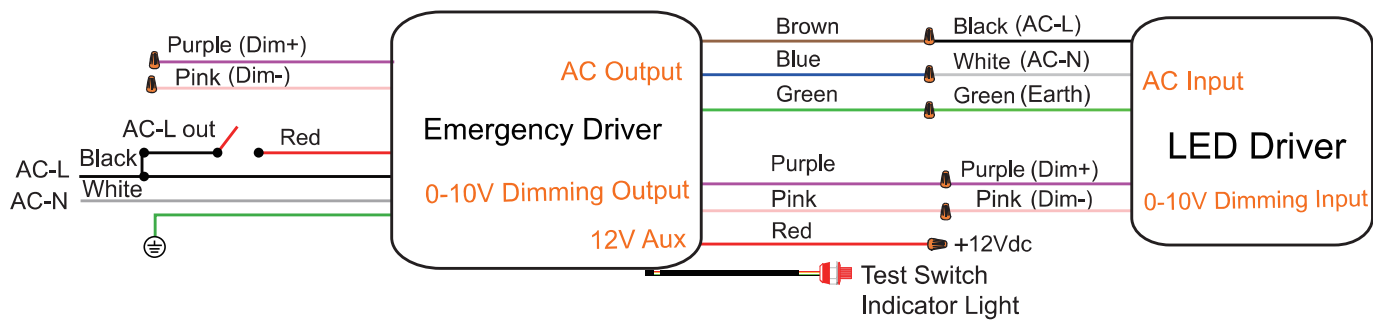 Purple (Dim+)
Pink (Dim-)
AC-L out
Red
Black
AC-L
White
AC-N
AC Output
Emergency Driver
0-10V Dimming Output
12V Aux
Brown
Black (AC-L)
Blue
White (AC-N)
Green
Green (Earth)
Purple
Purple (Dim+)
Pink
Pink (Dim-)
Red
+12Vdc
Test Switch
Indicator Light
AC Input
LED Driver
0-10V Dimming Input